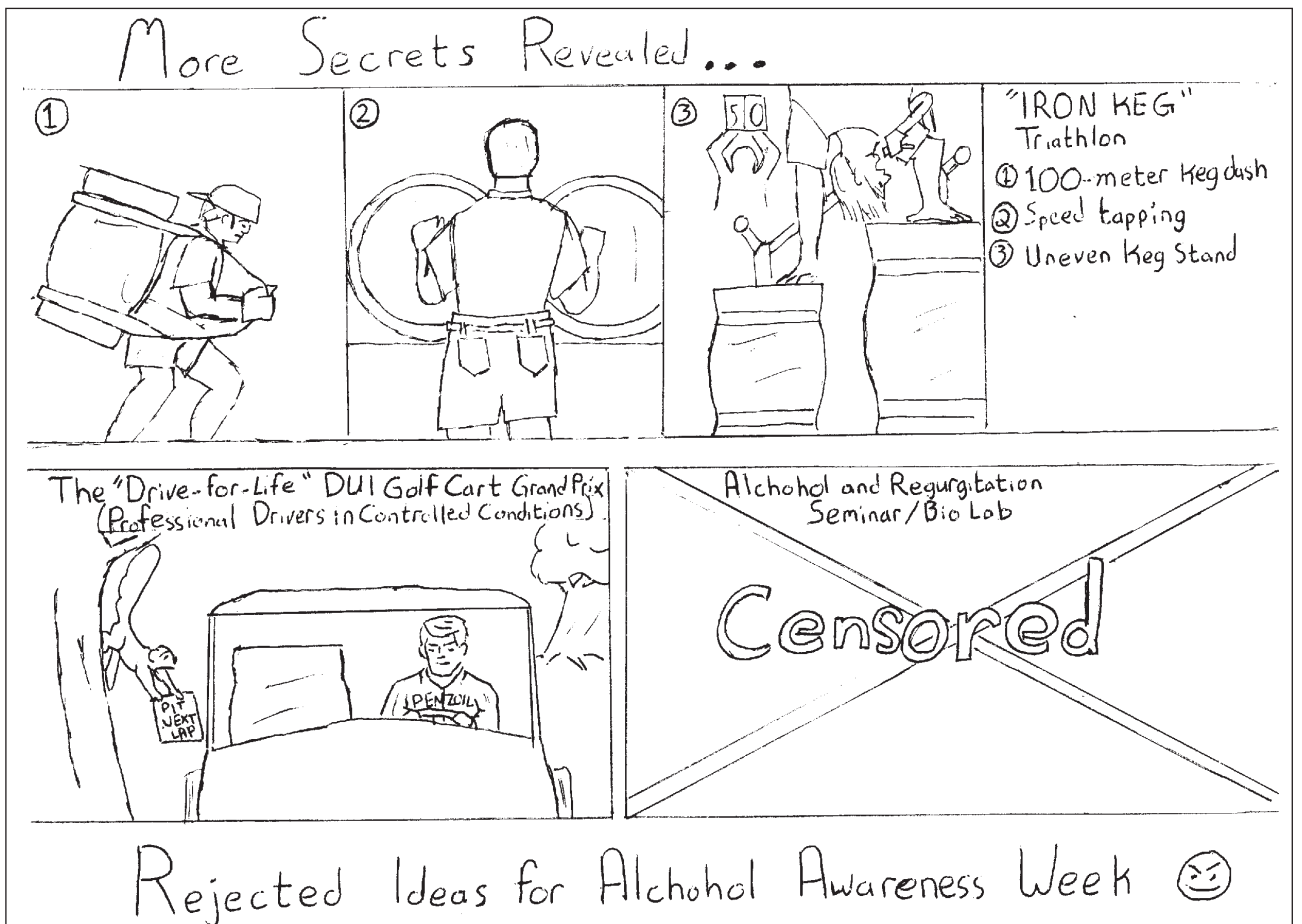 More Secrets Revealed...
①
②
③
50
"IRON KEG"
Triathlon
① 100-meter Keg dash
② Speed tapping
③ Uneven Keg Stand
The "Drive-for-Life" DUI Golf Cart Grand Prix
(Professional Drivers in Controlled Conditions)
PIT
NEXT
LAP
PENZOIL
Alchohol and Regurgitation
Seminar/Bio Lab
Censored
Rejected Ideas for Alchohol Awareness Week